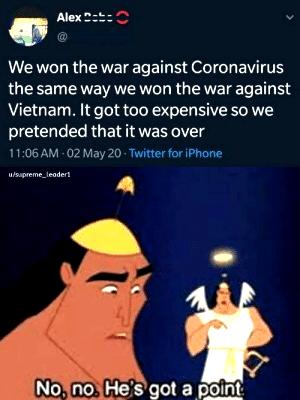 Alex
@
We won the war against Coronavirus
the same way we won the war against
Vietnam. It got too expensive so we
pretended that it was over
11:06 AM · 02 May 20 · Twitter for iPhone
u/supreme_leader1
No, no. He's got a point.